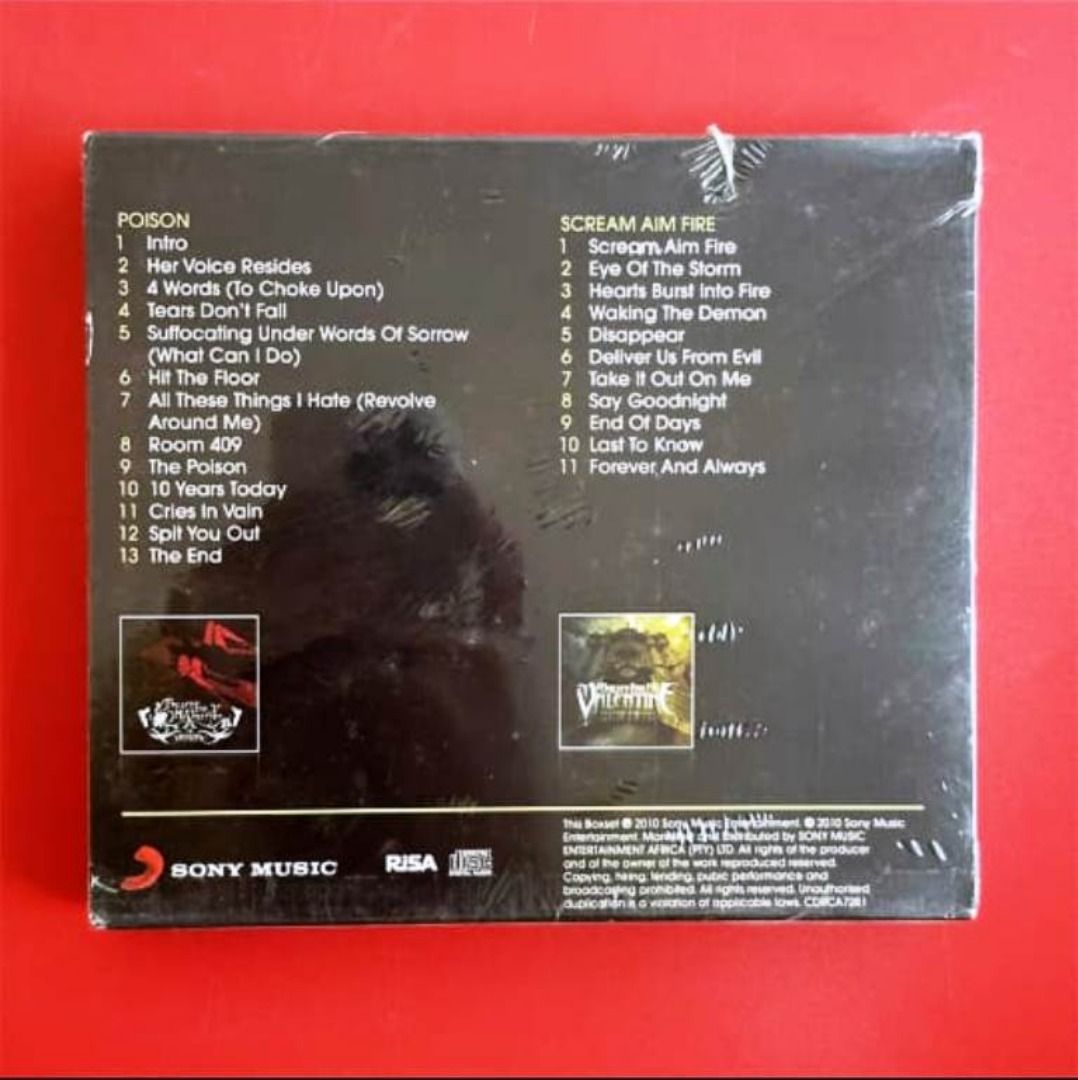 POISON
1 Intro
2 Her Voice Resides
3 4 Words (To Choke Upon)
4 Tears Don't Fall
5 Suffocating Under Words Of Sorrow
(What Can I Do)
6 Hit The Floor
7 All These Things I Hate (Revolve
Around Me)
8 Room 409
9 The Poison
10 10 Years Today
11 Cries In Vain
12 Spit You Out
13 The End
SCREAM AIM FIRE
1 Scream Aim Fire
2 Eye Of The Storm
3 Hearts Burst Into Fire
4 Waking The Demon
5 Disappear
6 Deliver Us From Evil
7 Take It Out On Me
8 Say Goodnight
9 End Of Days
10 Last To Know
11 Forever And Always
VALENTINE
SONY MUSIC
RiSA
disc
This Boxset ℗ 2010 Sony Music Entertainment. © 2010 Sony Music
Entertainment. and Distributed by SONY MUSIC
ENTERTAINMENT AFRICA (PTY) LTD. All rights of the producer
and of the owner of the work reproduced reserved.
Copying, hiring, lending, pubic performance and
broadcasting prohibited. All rights reserved. Unauthorised
duplication is a violation of applicable laws.